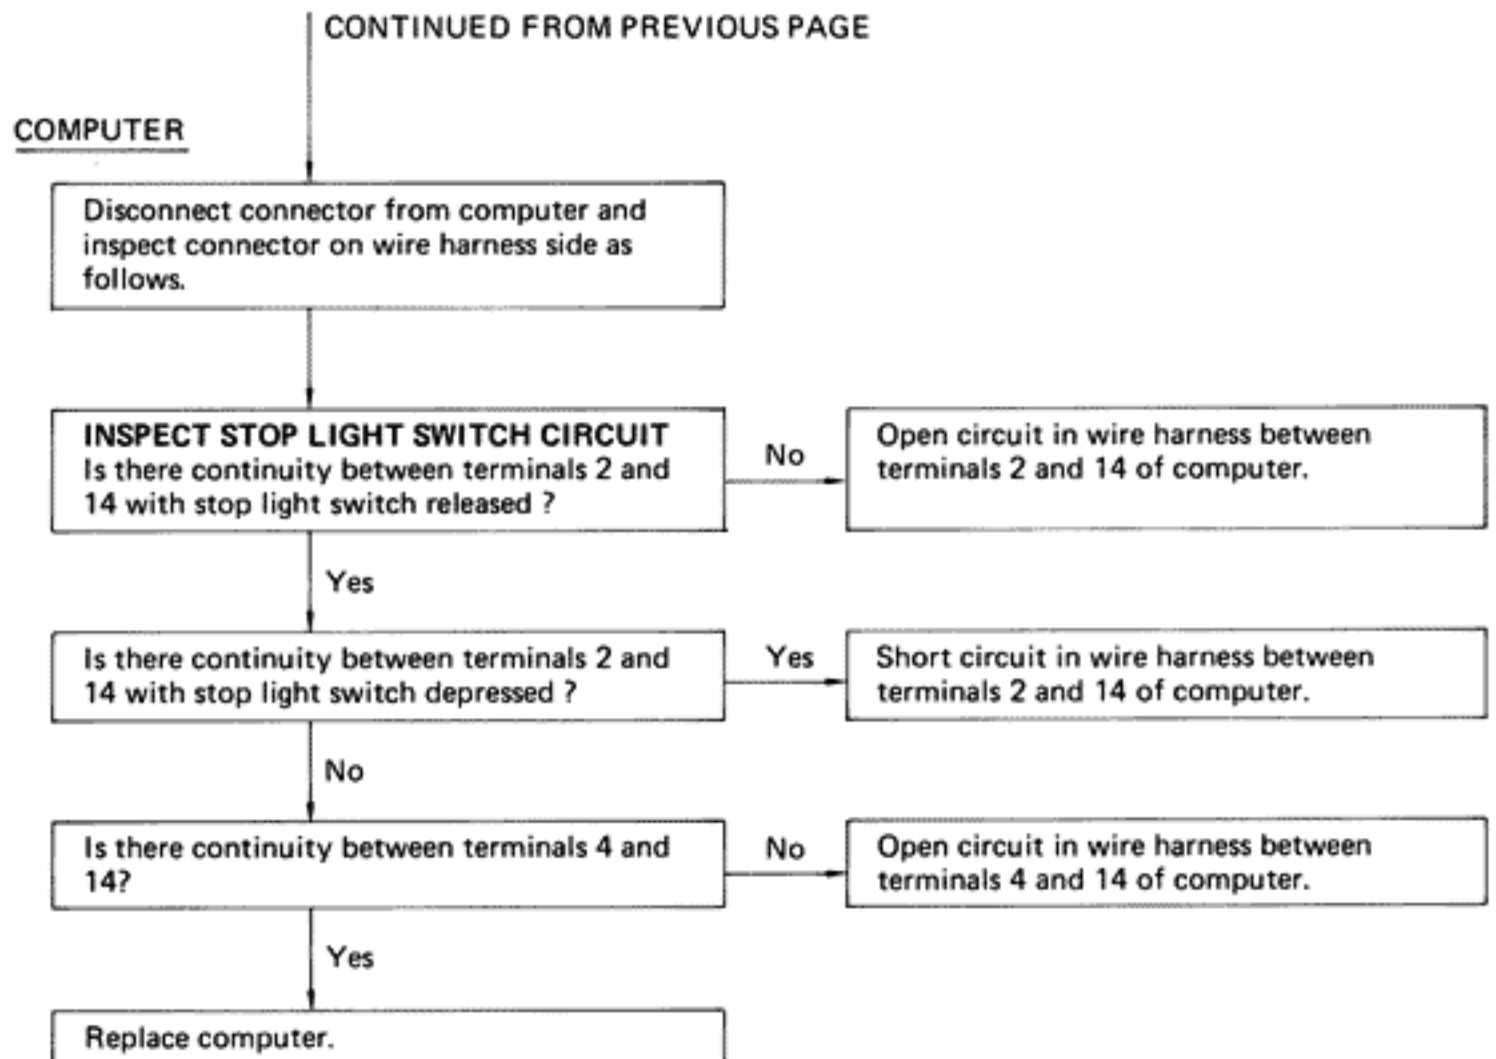 CONTINUED FROM PREVIOUS PAGE
COMPUTER
Disconnect connector from computer and
inspect connector on wire harness side as
follows.
INSPECT STOP LIGHT SWITCH CIRCUIT
Is there continuity between terminals 2 and
14 with stop light switch released ?
No
Open circuit in wire harness between
terminals 2 and 14 of computer.
Yes
Is there continuity between terminals 2 and
14 with stop light switch depressed ?
Yes
Short circuit in wire harness between
terminals 2 and 14 of computer.
No
Is there continuity between terminals 4 and
14?
No
Open circuit in wire harness between
terminals 4 and 14 of computer.
Yes
Replace computer.